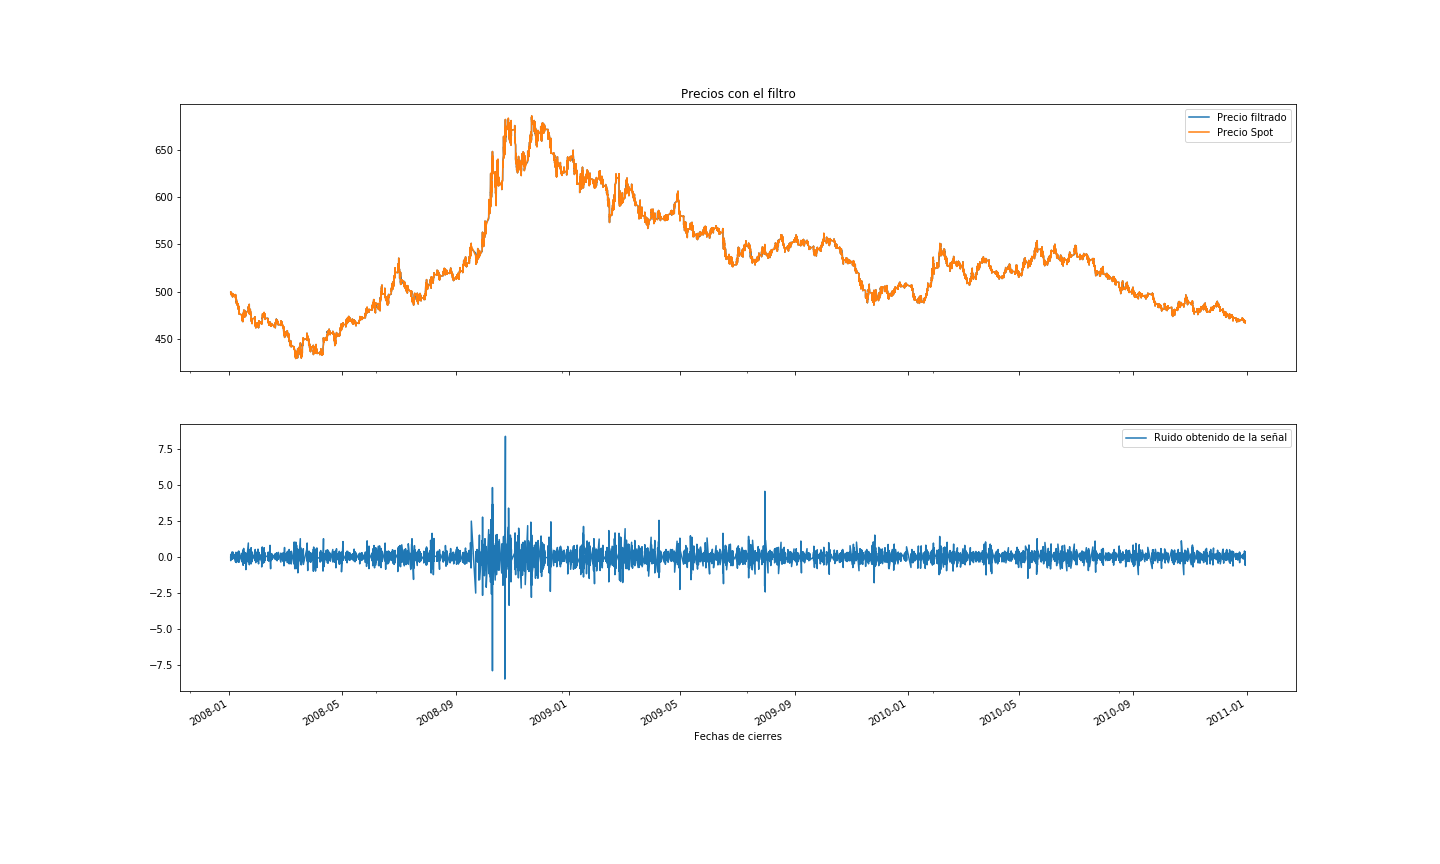 Precios con el filtro
Precio filtrado
Precio Spot
650
600
550
500
450
Ruido obtenido de la señal
7.5
5.0
2.5
0.0
−2.5
−5.0
−7.5
2008-01 2008-05 2008-09 2009-01 2009-05 2009-09 2010-01 2010-05 2010-09 2011-01
Fechas de cierres